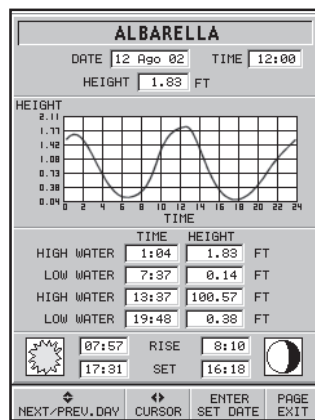 ALBARELLA
DATE 12 Ago 02 TIME 12:00
HEIGHT 1.83 FT
HEIGHT
2.11
1.77
1.42
1.08
0.73
0.38
0.04
0 2 4 6 8 10 12 14 16 18 20 22 24
TIME
TIME HEIGHT
HIGH WATER 1:04 1.83 FT
LOW WATER 7:37 0.14 FT
HIGH WATER 13:37 100.57 FT
LOW WATER 19:48 0.38 FT
07:57 RISE 8:10
17:31 SET 16:18
NEXT/PREV.DAY CURSOR ENTER SET DATE PAGE EXIT